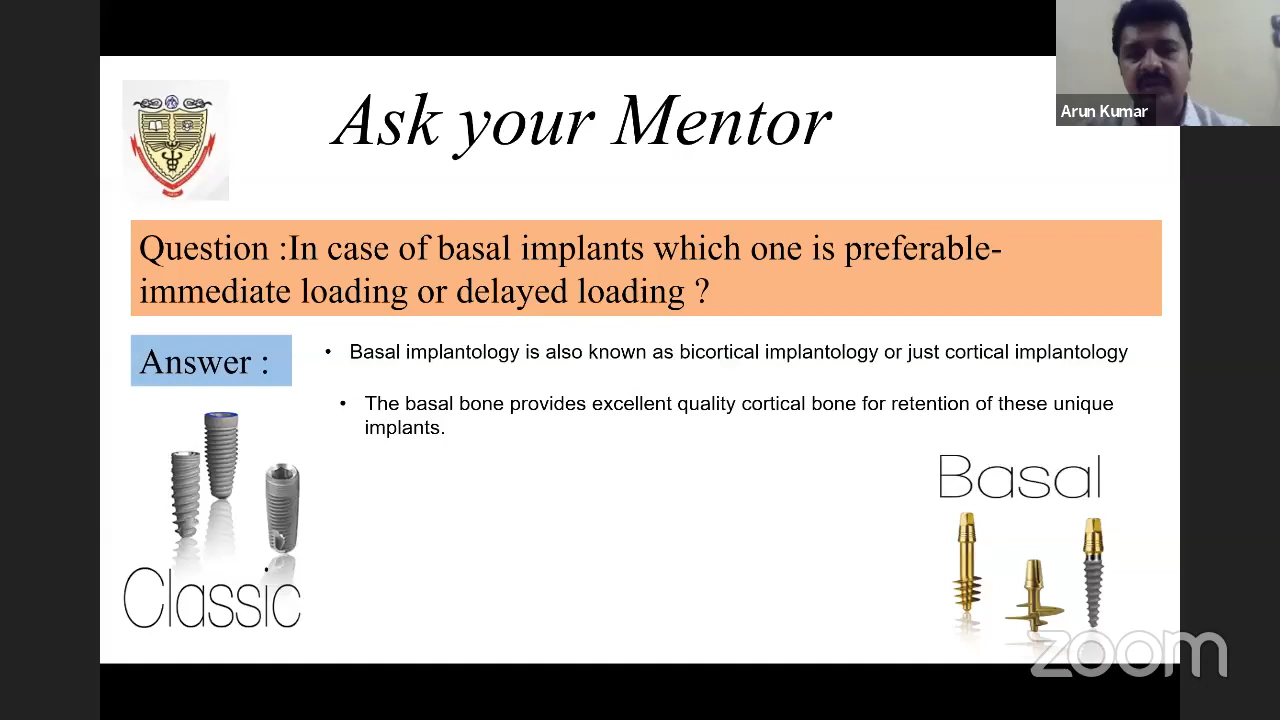 Ask your Mentor
Arun Kumar
Question :In case of basal implants which one is preferable-
immediate loading or delayed loading ?
Answer :
• Basal implantology is also known as bicortical implantology or just cortical implantology
• The basal bone provides excellent quality cortical bone for retention of these unique
implants.
Basal
Classic
zoom